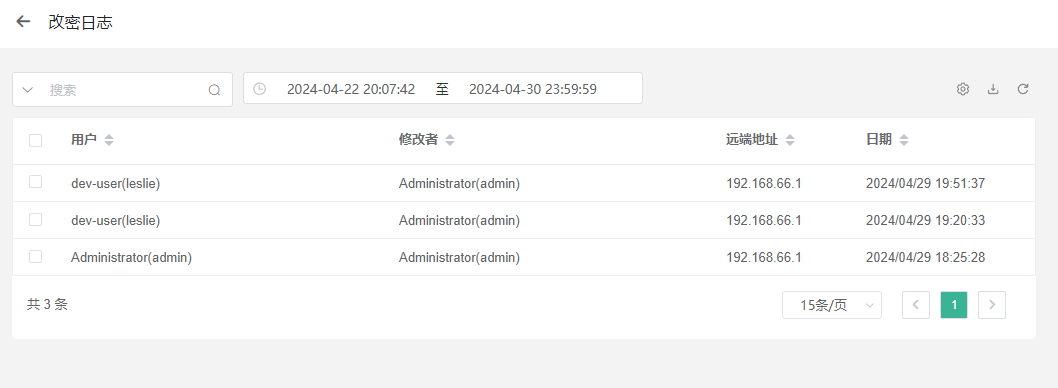 改密日志
搜索 2024-04-22 20:07:42 至 2024-04-30 23:59:59
用户 修改者 远端地址 日期
dev-user(leslie) Administrator(admin) 192.168.66.1 2024/04/29 19:51:37
dev-user(leslie) Administrator(admin) 192.168.66.1 2024/04/29 19:20:33
Administrator(admin) Administrator(admin) 192.168.66.1 2024/04/29 18:25:28
共 3 条 15条/页 1